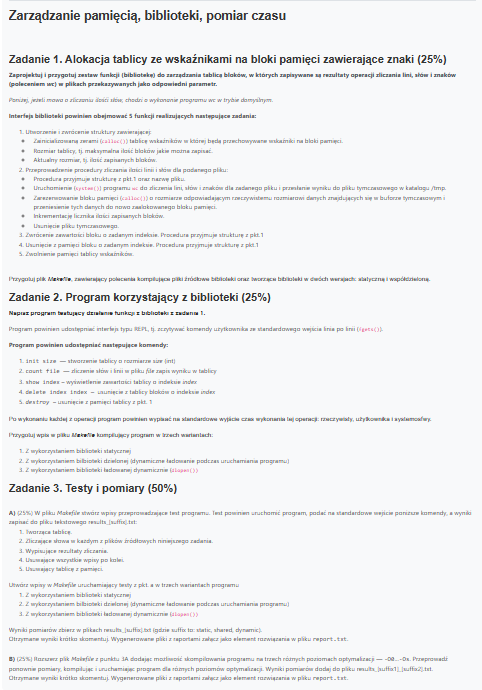 Zarządzanie pamięcią, biblioteki, pomiar czasu
Zadanie 1. Alokacja tablicy ze wskaźnikami na bloki pamięci zawierające znaki (25%)
Zaprojektuj i przygotuj zestaw funkcji (bibliotekę) do zarządzania tablicą bloków, w których zapisywane są rezultaty operacji zliczania linii, słów i znaków
(poleceniem wc) w plikach przekazywanych jako odpowiedni parametr.
Poniżej, jeżeli mowa o zliczaniu ilości słów, chodzi o wykonanie programu wc w trybie domyślnym.
Interfejs biblioteki powinien obejmować 5 funkcji realizujących następujące zadania:
1. Utworzenie i zwrócenie struktury zawierającej:
Zainicjalizowaną zerami (calloc()) tablicę wskaźników w której będą przechowywane wskaźniki na bloki pamięci.
Rozmiar tablicy, tj. maksymalna ilość bloków jakie można zapisać.
Aktualny rozmiar, tj. ilość zapisanych bloków.
2. Przeprowadzenie procedury zliczania ilości linii i słów dla podanego pliku:
Procedura przyjmuje strukturę z pkt.1 oraz nazwę pliku.
Uruchomienie (system()) programu wc do zliczenia lini, słów i znaków dla zadanego pliku i przesłanie wyniku do pliku tymczasowego w katalogu /tmp.
Zarezerwowanie bloku pamięci (calloc()) o rozmiarze odpowiadającym rzeczywistemu rozmiarowi danych znajdujących się w buforze tymczasowym i
przeniesienie tych danych do nowo zaalokowanego bloku pamięci.
Inkrementację licznika ilości zapisanych bloków.
Usunięcie pliku tymczasowego.
3. Zwrócenie zawartości bloku o zadanym indeksie. Procedura przyjmuje strukturę z pkt.1
4. Usunięcie z pamięci bloku o zadanym indeksie. Procedura przyjmuje strukturę z pkt.1
5. Zwolnienie pamięci tablicy wskaźników.
Przygotuj plik Makefile, zawierający polecenia kompilujące pliki źródłowe biblioteki oraz tworzące biblioteki w dwóch wersjach: statyczną i współdzieloną.
Zadanie 2. Program korzystający z biblioteki (25%)
Napisz program testujący działanie funkcji z biblioteki z zadania 1.
Program powinien udostępniać interfejs typu REPL, tj. zczytywać komendy użytkownika ze standardowego wejścia linia po linii (fgets()).
Program powinien udostępniać następujące komendy:
1. init size — stworzenie tablicy o rozmiarze size (int)
2. count file — zliczenie słów i linii w pliku file zapis wyniku w tablicy
3. show index – wyświetlenie zawartości tablicy o indeksie index
4. delete index index – usunięcie z tablicy bloków o indeksie index
5. destroy – usunięcie z pamięci tablicy z pkt. 1
Po wykonaniu każdej z operacji program powinien wypisać na standardowe wyjście czas wykonania tej operacji: rzeczywisty, użytkownika i systemowy.
Przygotuj wpis w pliku Makefile kompilujący program w trzech wariantach:
1. Z wykorzystaniem biblioteki statycznej
2. Z wykorzystaniem biblioteki dzielonej (dynamiczne ładowanie podczas uruchamiania programu)
3. Z wykorzystaniem biblioteki ładowanej dynamicznie (dlopen())
Zadanie 3. Testy i pomiary (50%)
A) (25%) W pliku Makefile stwórz wpisy przeprowadzające test programu. Test powinien uruchomić program, podać na standardowe wejście poniższe komendy, a wyniki
zapisać do pliku tekstowego results_[suffix].txt:
1. Tworząca tablicę.
2. Zliczające słowa w każdym z plików źródłowych niniejszego zadania.
3. Wypisujące rezultaty zliczania.
4. Usuwające wszystkie wpisy po kolei.
5. Usuwający tablicę z pamięci.
Utwórz wpisy w Makefile uruchamiający testy z pkt. a w trzech wariantach programu
1. Z wykorzystaniem biblioteki statycznej
2. Z wykorzystaniem biblioteki dzielonej (dynamiczne ładowanie podczas uruchamiania programu)
3. Z wykorzystaniem biblioteki ładowanej dynamicznie (dlopen())
Wyniki pomiarów zbierz w plikach results_[suffix].txt (gdzie suffix to: static, shared, dynamic).
Otrzymane wyniki krótko skomentuj. Wygenerowane pliki z raportami załącz jako element rozwiązania w pliku report.txt.
B) (25%) Rozszerz plik Makefile z punktu 3A dodając możliwość skompilowania programu na trzech różnych poziomach optymalizacji — -O0...-Os. Przeprowadź
ponownie pomiary, kompilując i uruchamiając program dla różnych poziomów optymalizacji. Wyniki pomiarów dodaj do pliku results_[suffix1]_[suffix2].txt.
Otrzymane wyniki krótko skomentuj. Wygenerowane pliki z raportami załącz jako element rozwiązania w pliku report.txt.